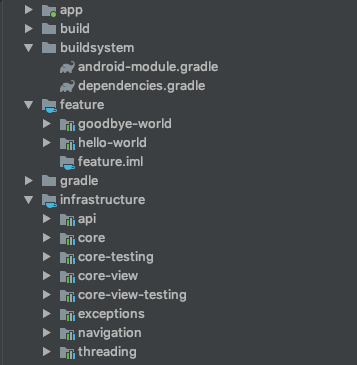 app
build
buildsystem
android-module.gradle
dependencies.gradle
feature
goodbye-world
hello-world
feature.iml
gradle
infrastructure
api
core
core-testing
core-view
core-view-testing
exceptions
navigation
threading